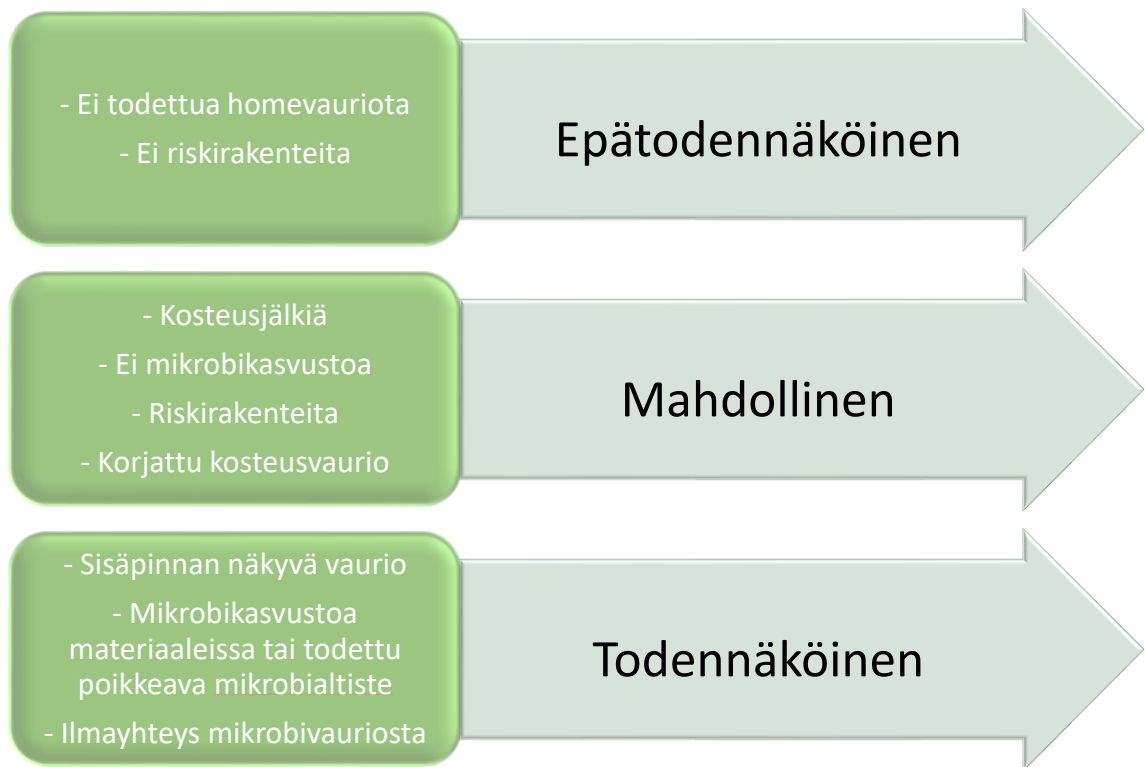 - Ei todettua homevauriota
- Ei riskirakenteita
Epätodennäköinen
- Kosteusjälkiä
- Ei mikrobikasvustoa
- Riskirakenteita
- Korjattu kosteusvaurio
Mahdollinen
- Sisäpinnan näkyvä vaurio
- Mikrobikasvustoa
materiaaleissa tai todettu
poikkeava mikrobialtiste
- Ilmayhteys mikrobivauriosta
Todennäköinen